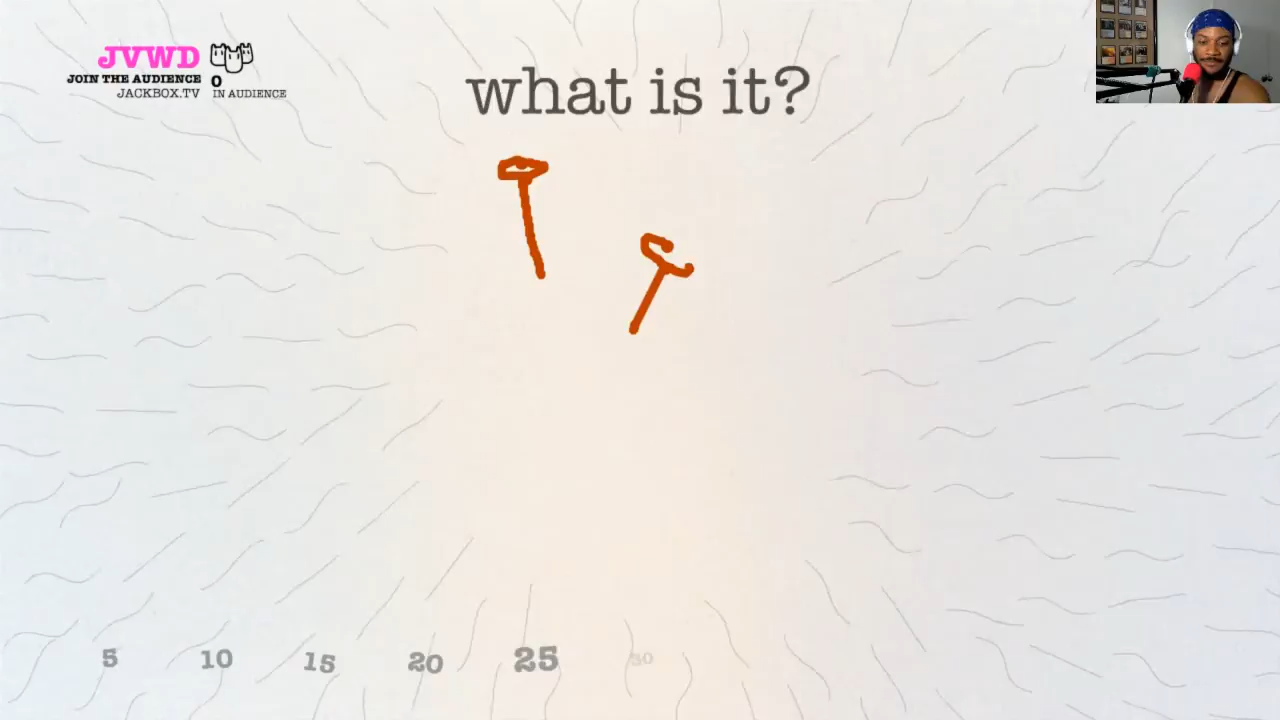 JVWD
JOIN THE AUDIENCE
JACKBOX.TV
0
IN AUDIENCE
what is it?
5 10 15 20 25 30